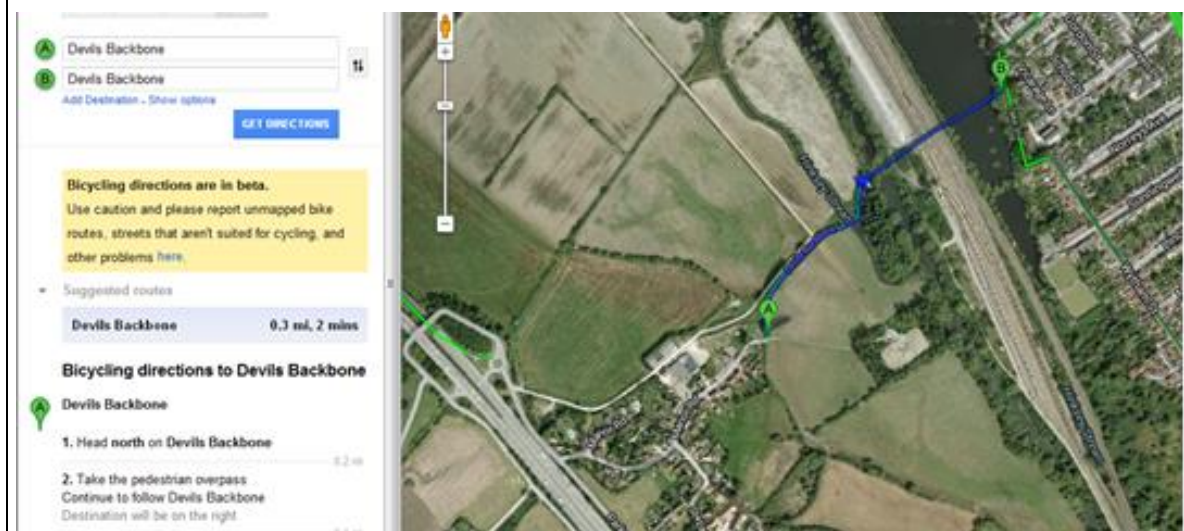 A Devils Backbone
B Devils Backbone
Add Destination - Show options
GET DIRECTIONS
Bicycling directions are in beta.
Use caution and please report unmapped bike
routes, streets that aren't suited for cycling, and
other problems here.
Suggested routes
Devils Backbone 0.3 mi, 2 mins
Bicycling directions to Devils Backbone
A Devils Backbone
1. Head north on Devils Backbone
0.2 mi
2. Take the pedestrian overpass
Continue to follow Devils Backbone
Destination will be on the right
A
B